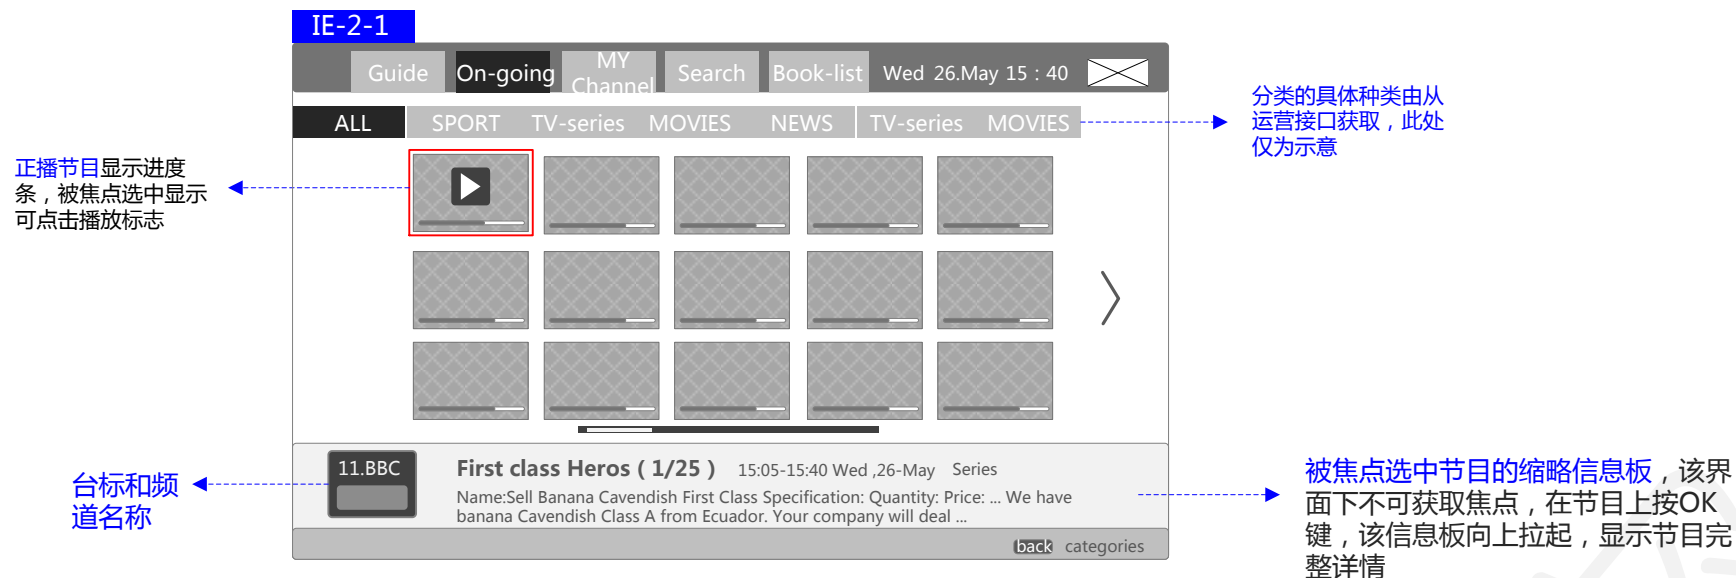 IE-2-1
Guide
On-going
MY
Channel
Search
Book-list
Wed 26.May 15：40
ALL
SPORT
TV-series
MOVIES
NEWS
TV-series
MOVIES
分类的具体种类由从
运营接口获取，此处
仅为示意
正播节目显示进度
条，被焦点选中显示
可点击播放标志
台标和频
道名称
11.BBC
First class Heros ( 1/25 ) 15:05-15:40 Wed ,26-May Series
Name:Sell Banana Cavendish First Class Specification: Quantity: Price: ... We have
banana Cavendish Class A from Ecuador. Your company will deal ...
back categories
被焦点选中节目的缩略信息板，该界
面下不可获取焦点，在节目上按OK
键，该信息板向上拉起，显示节目完
整详情